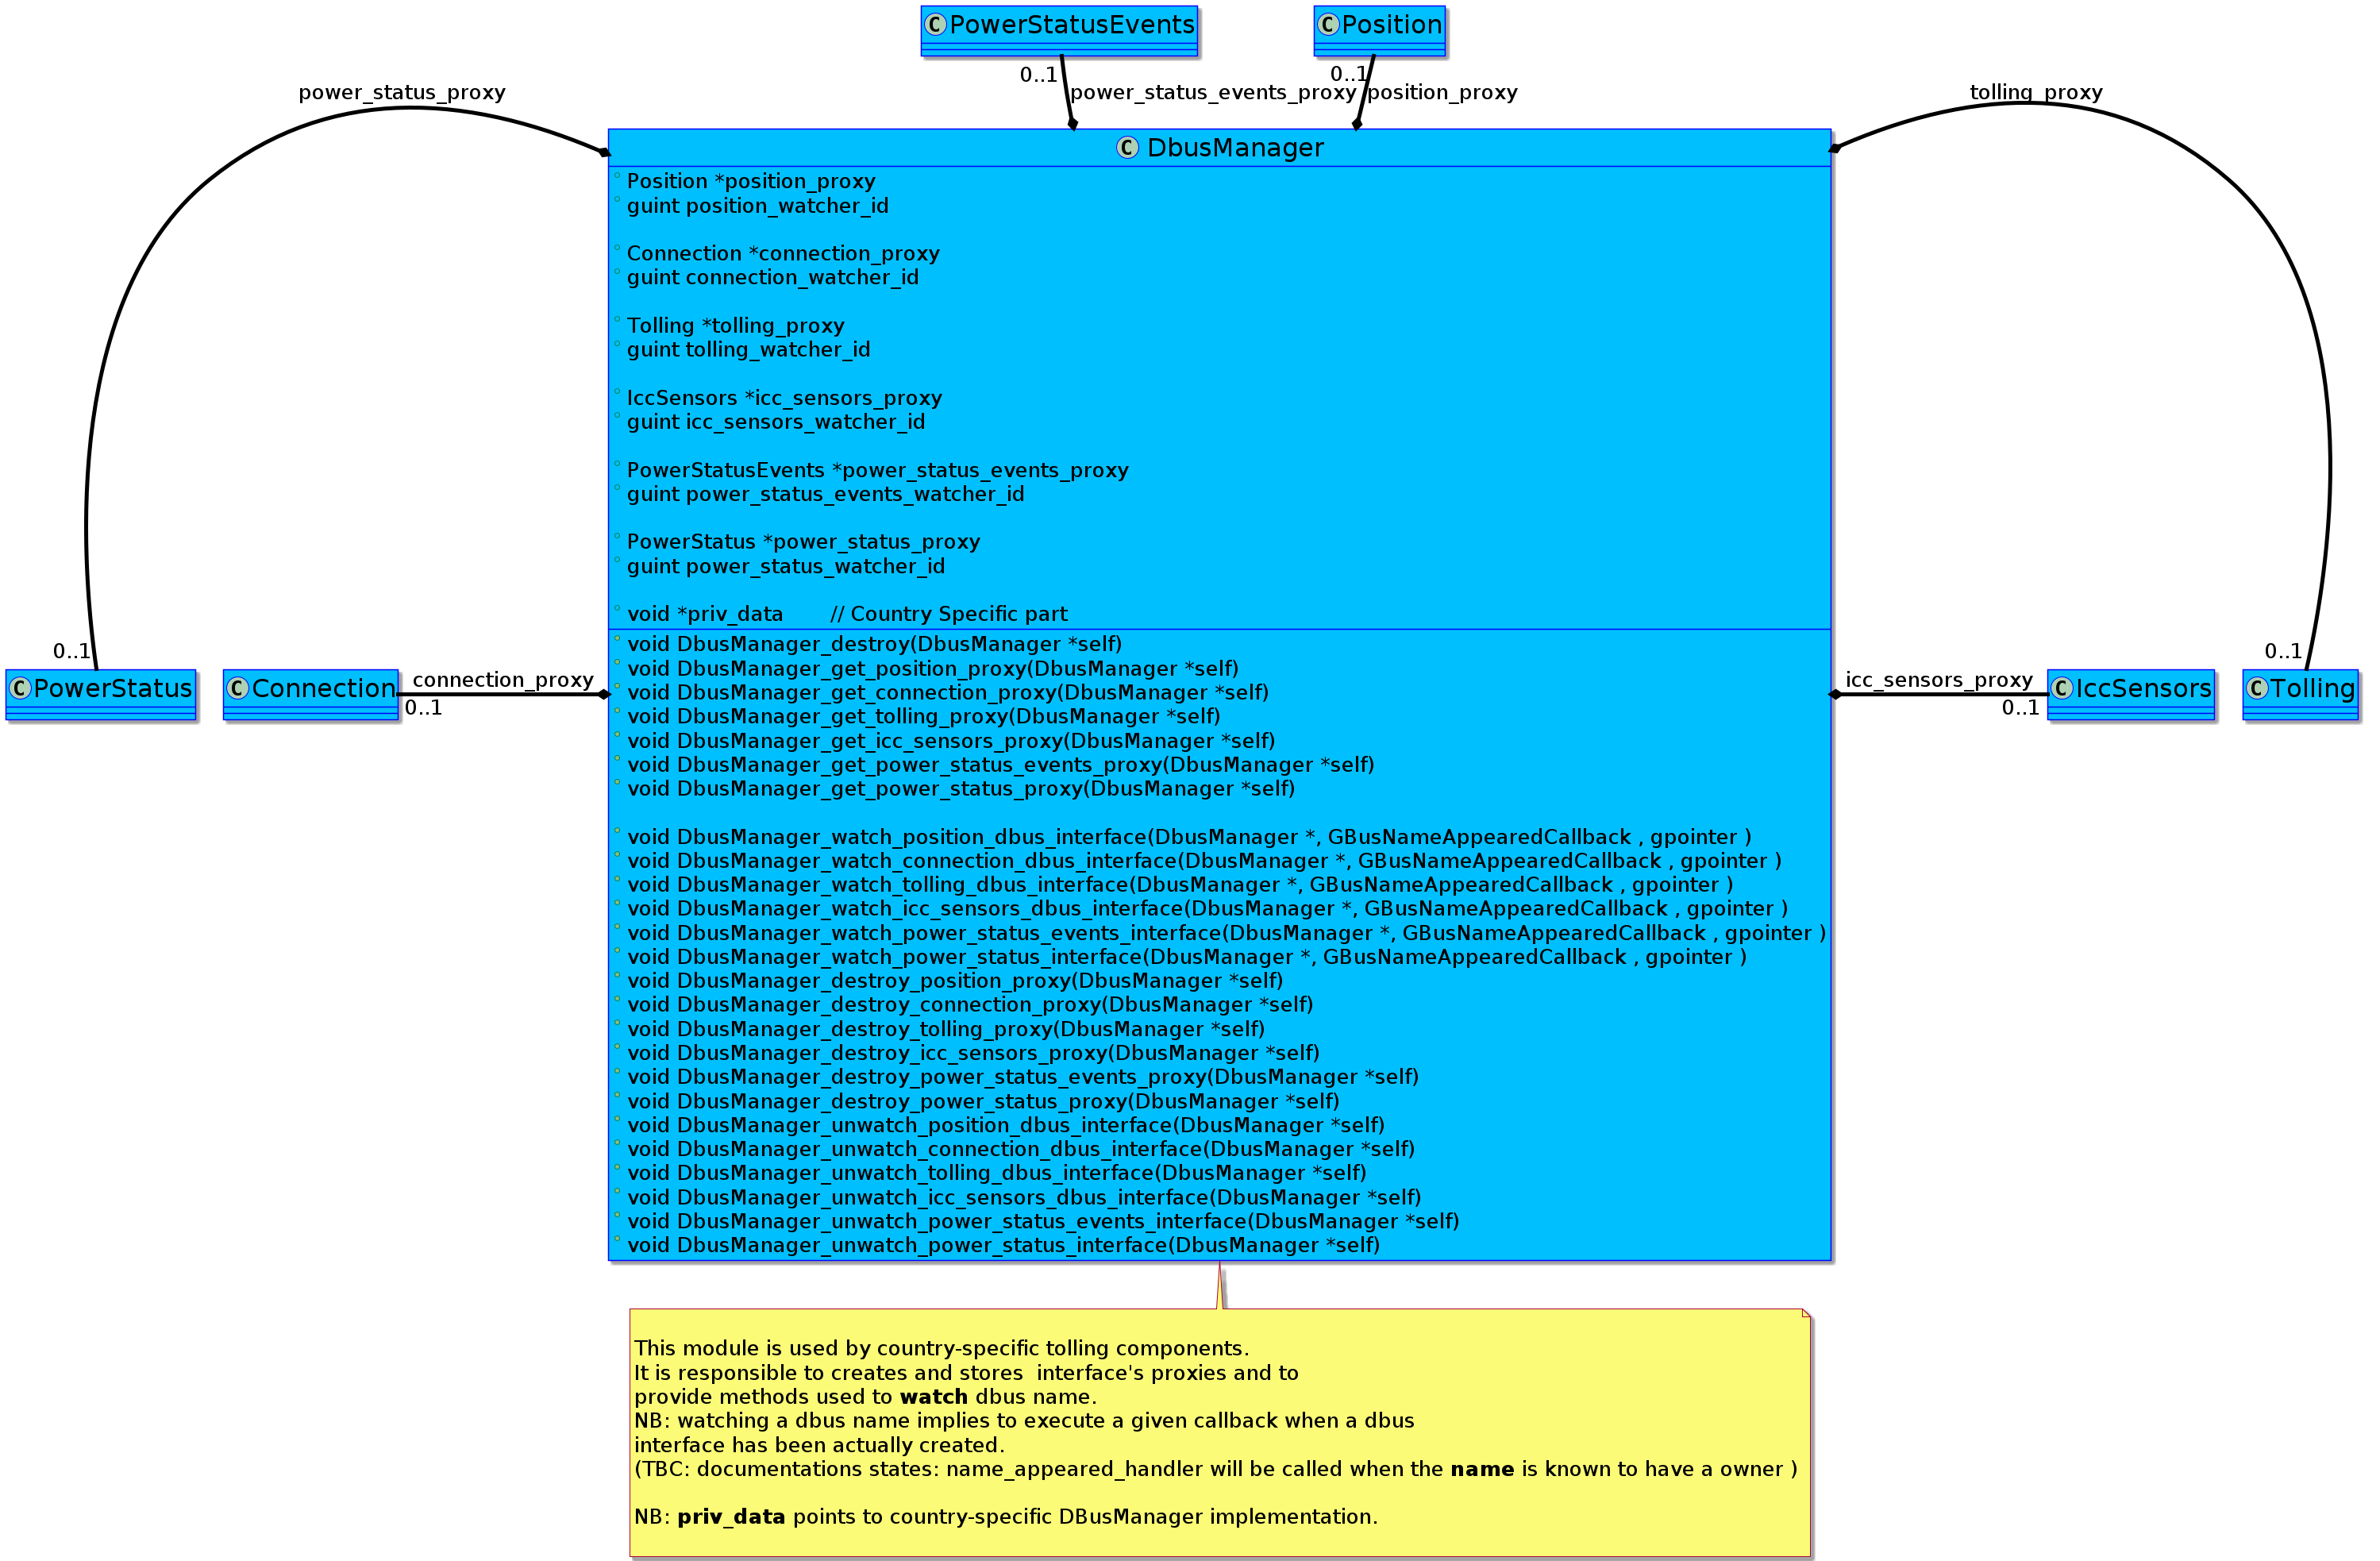 C PowerStatusEvents
C Position
0..1
0..1
power_status_proxy
power_status_events_proxy
position_proxy
tolling_proxy
C DbusManager
Position *position_proxy
guint position_watcher_id
Connection *connection_proxy
guint connection_watcher_id
Tolling *tolling_proxy
guint tolling_watcher_id
IccSensors *icc_sensors_proxy
guint icc_sensors_watcher_id
PowerStatusEvents *power_status_events_proxy
guint power_status_events_watcher_id
PowerStatus *power_status_proxy
guint power_status_watcher_id
void *priv_data // Country Specific part
void DbusManager_destroy(DbusManager *self)
void DbusManager_get_position_proxy(DbusManager *self)
void DbusManager_get_connection_proxy(DbusManager *self)
void DbusManager_get_tolling_proxy(DbusManager *self)
void DbusManager_get_icc_sensors_proxy(DbusManager *self)
void DbusManager_get_power_status_events_proxy(DbusManager *self)
void DbusManager_get_power_status_proxy(DbusManager *self)
void DbusManager_watch_position_dbus_interface(DbusManager *, GBusNameAppearedCallback , gpointer )
void DbusManager_watch_connection_dbus_interface(DbusManager *, GBusNameAppearedCallback , gpointer )
void DbusManager_watch_tolling_dbus_interface(DbusManager *, GBusNameAppearedCallback , gpointer )
void DbusManager_watch_icc_sensors_dbus_interface(DbusManager *, GBusNameAppearedCallback , gpointer )
void DbusManager_watch_power_status_events_interface(DbusManager *, GBusNameAppearedCallback , gpointer )
void DbusManager_watch_power_status_interface(DbusManager *, GBusNameAppearedCallback , gpointer )
void DbusManager_destroy_position_proxy(DbusManager *self)
void DbusManager_destroy_connection_proxy(DbusManager *self)
void DbusManager_destroy_tolling_proxy(DbusManager *self)
void DbusManager_destroy_icc_sensors_proxy(DbusManager *self)
void DbusManager_destroy_power_status_events_proxy(DbusManager *self)
void DbusManager_destroy_power_status_proxy(DbusManager *self)
void DbusManager_unwatch_position_dbus_interface(DbusManager *self)
void DbusManager_unwatch_connection_dbus_interface(DbusManager *self)
void DbusManager_unwatch_tolling_dbus_interface(DbusManager *self)
void DbusManager_unwatch_icc_sensors_dbus_interface(DbusManager *self)
void DbusManager_unwatch_power_status_events_interface(DbusManager *self)
void DbusManager_unwatch_power_status_interface(DbusManager *self)
0..1
C PowerStatus
C Connection
connection_proxy
0..1
icc_sensors_proxy
0..1
C IccSensors
0..1
C Tolling
This module is used by country-specific tolling components.
It is responsible to creates and stores  interface's proxies and to
provide methods used to watch dbus name.
NB: watching a dbus name implies to execute a given callback when a dbus
interface has been actually created.
(TBC: documentations states: name_appeared_handler will be called when the name is known to have a owner )
NB: priv_data points to country-specific DBusManager implementation.